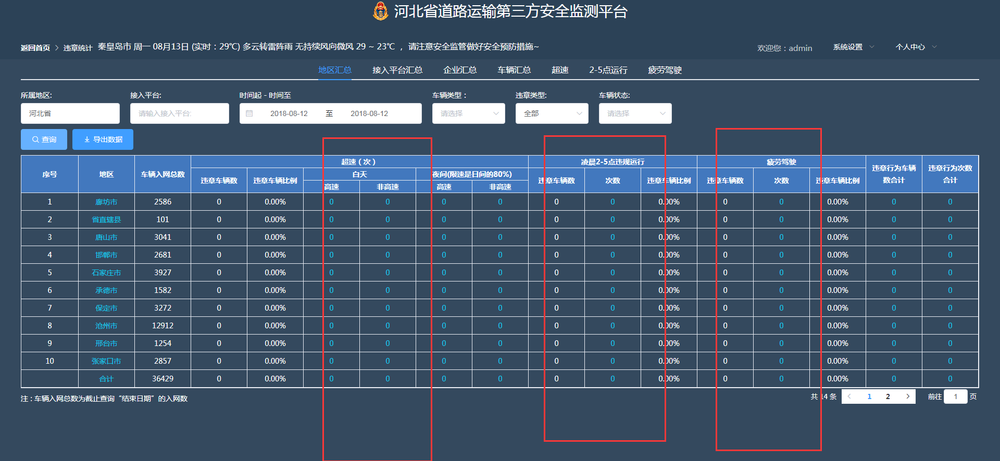 河北省道路运输第三方安全监测平台
返回首页 > 违章统计 秦皇岛市 周一 08月13日 (实时：29℃) 多云转雷阵雨 无持续风向微风 29 ~ 23℃ ，请注意安全监管做好安全预防措施~ 欢迎您：admin 系统设置 个人中心
地区汇总 接入平台汇总 企业汇总 车辆汇总 超速 2-5点运行 疲劳驾驶
所属地区: 接入平台: 时间起 - 时间至 车辆类型： 违章类型: 车辆状态:
河北省 请输入接入平台: 2018-08-12 至 2018-08-12 请选择 全部 请选择
查询 导出数据
序号 地区 车辆入网总数 超速（次） 凌晨2-5点违规运行 疲劳驾驶 违章行为车辆数合计 违章行为次数合计
违章车辆数 违章车辆比例 白天 夜间(限速是日间的80%) 违章车辆数 次数 违章车辆比例 违章车辆数 次数 违章车辆比例
高速 非高速 高速 非高速
1 廊坊市 2586 0 0.00% 0 0 0 0 0 0 0.00% 0 0 0.00% 0 0
2 省直辖县 101 0 0.00% 0 0 0 0 0 0 0.00% 0 0 0.00% 0 0
3 唐山市 3041 0 0.00% 0 0 0 0 0 0 0.00% 0 0 0.00% 0 0
4 邯郸市 2681 0 0.00% 0 0 0 0 0 0 0.00% 0 0 0.00% 0 0
5 石家庄市 3927 0 0.00% 0 0 0 0 0 0 0.00% 0 0 0.00% 0 0
6 承德市 1582 0 0.00% 0 0 0 0 0 0 0.00% 0 0 0.00% 0 0
7 保定市 3272 0 0.00% 0 0 0 0 0 0 0.00% 0 0 0.00% 0 0
8 沧州市 12912 0 0.00% 0 0 0 0 0 0 0.00% 0 0 0.00% 0 0
9 邢台市 1254 0 0.00% 0 0 0 0 0 0 0.00% 0 0 0.00% 0 0
10 张家口市 2857 0 0.00% 0 0 0 0 0 0 0.00% 0 0 0.00% 0 0
合计 36429 0 0.00% 0 0 0 0 0 0 0.00% 0 0 0.00% 0 0
注：车辆入网总数为截止查询“结束日期”的入网数
共 14 条 < 1 2 > 前往 1 页